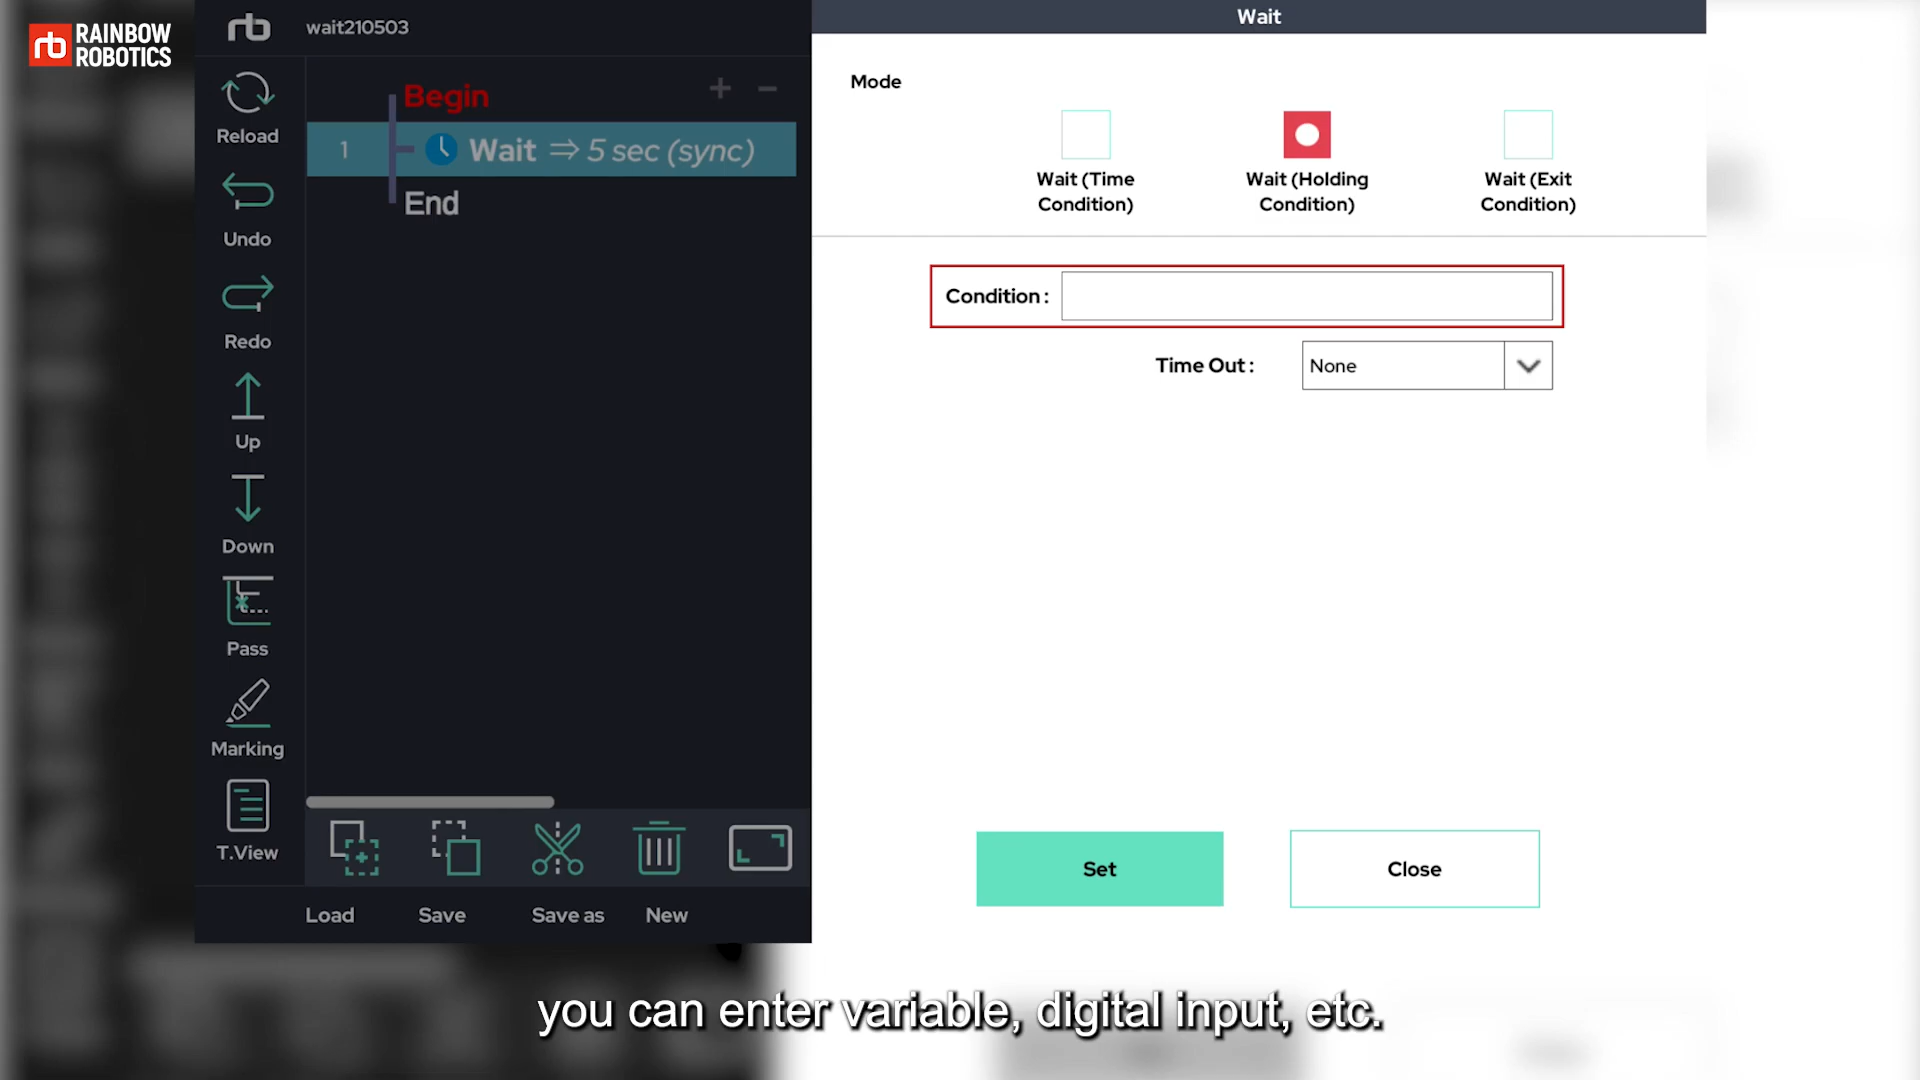 RAINBOW
ROBOTICS
rb
wait210503
Wait
Reload
Undo
Redo
Up
Down
Pass
Marking
T.View
Begin
+ −
1 Wait ⇒ 5 sec (sync)
End
Load Save Save as New
Mode
Wait (Time
Condition)
Wait (Holding
Condition)
Wait (Exit
Condition)
Condition :
Time Out : None
Set Close
you can enter variable, digital input, etc.